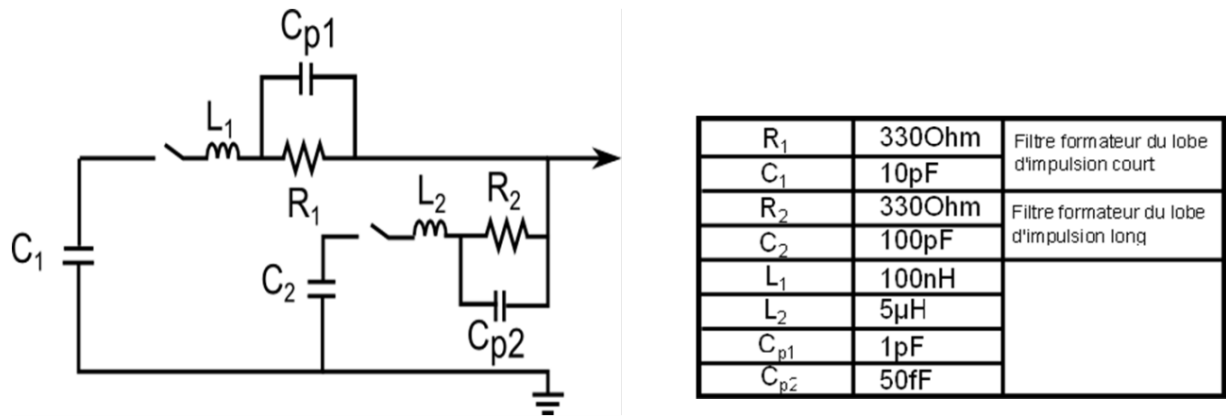 Cp1
L1
R1
L2
R2
C1
C2
Cp2
R1 330Ohm Filtre formateur du lobe
d'impulsion court
C1 10pF
R2 330Ohm Filtre formateur du lobe
d'impulsion long
C2 100pF
L1 100nH
L2 5µH
Cp1 1pF
Cp2 50fF